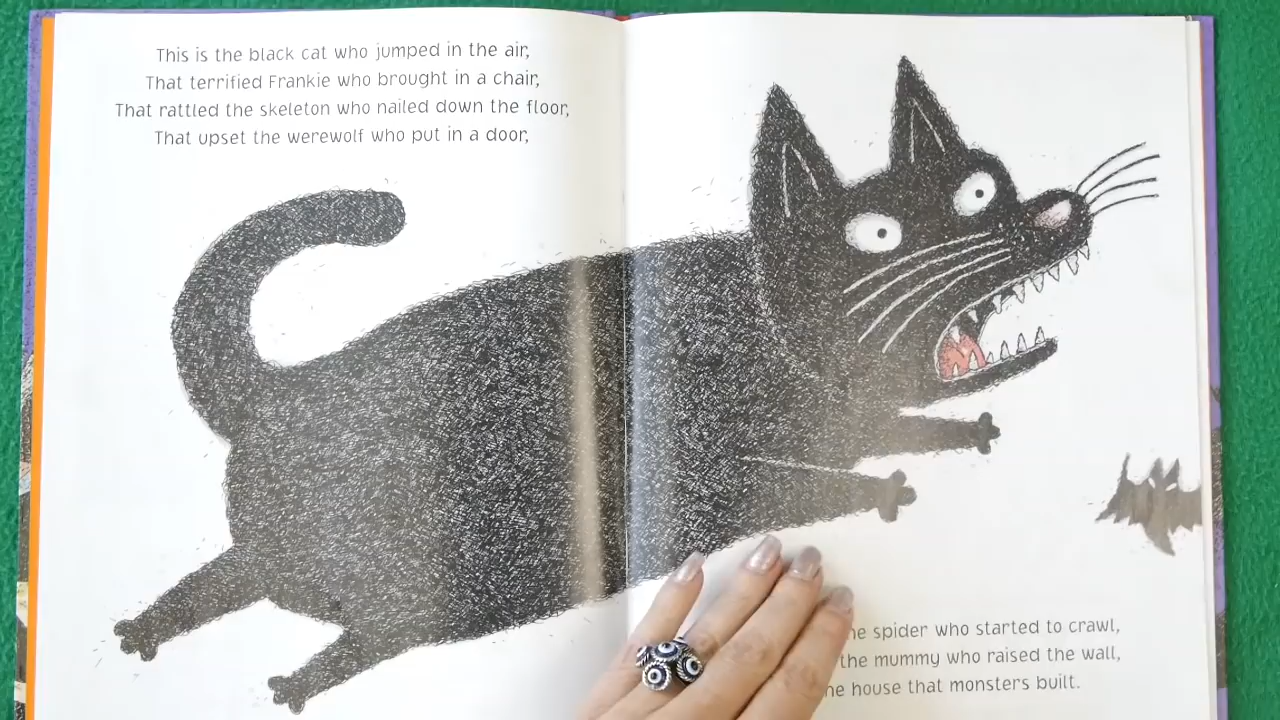 This is the black cat who jumped in the air,
That terrified Frankie who brought in a chair,
That rattled the skeleton who nailed down the floor,
That upset the werewolf who put in a door,
spider who started to crawl,
the mummy who raised the wall,
house that monsters built.